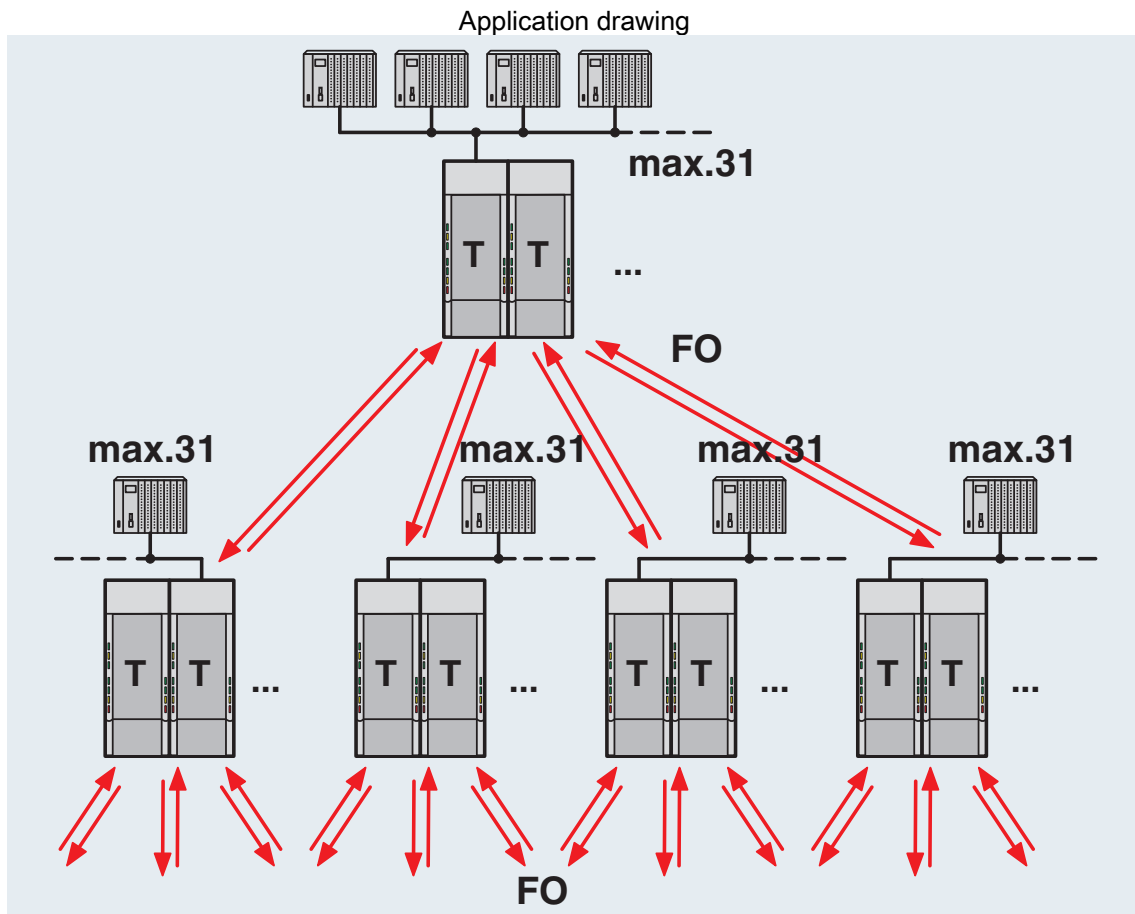 Application drawing
max.31
T T ...
FO
max.31 max.31 max.31 max.31
T T ... T T ... T T ... T T ...
FO